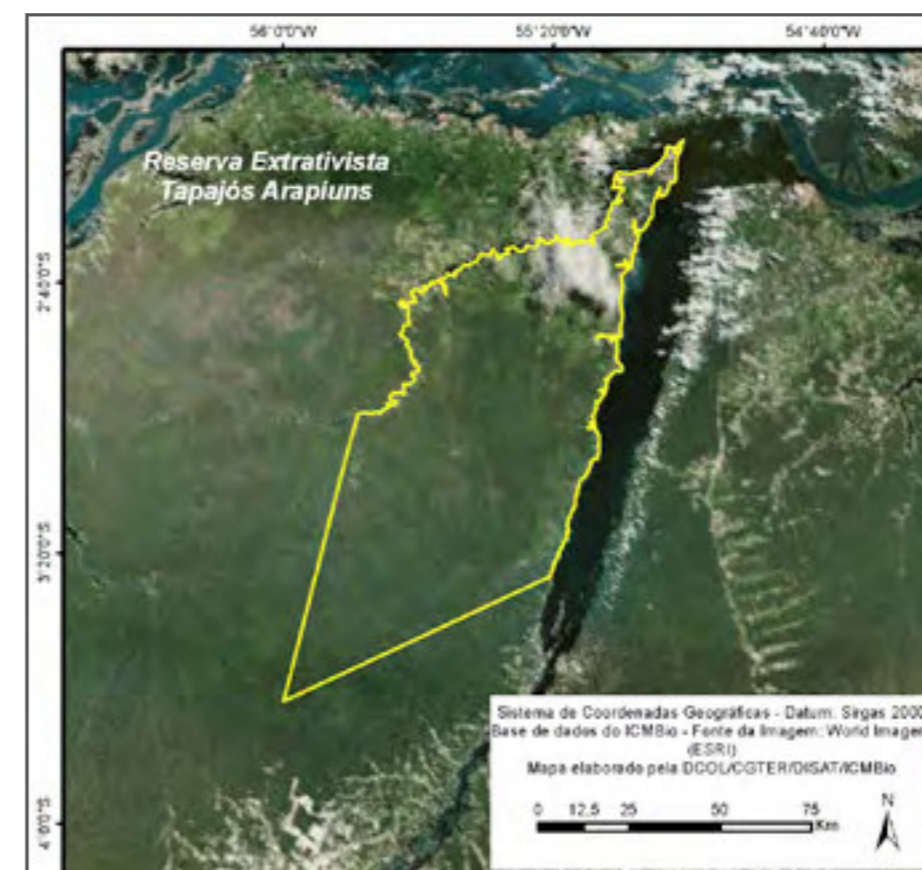 56°0'0"W 55°20'0"W 54°40'0"W
Reserva Extrativista
Tapajós Arapiuns
2°40'0"S
3°20'0"S
4°0'0"S
Sistema de Coordenadas Geográficas - Datum: Sirgas 2000
Base de dados do ICMBio - Fonte da Imagem: World Imager
(ESRI)
Mapa elaborado pela DCOL/CGTER/DISAT/ICMBio
N
0 12,5 25 50 75
Km